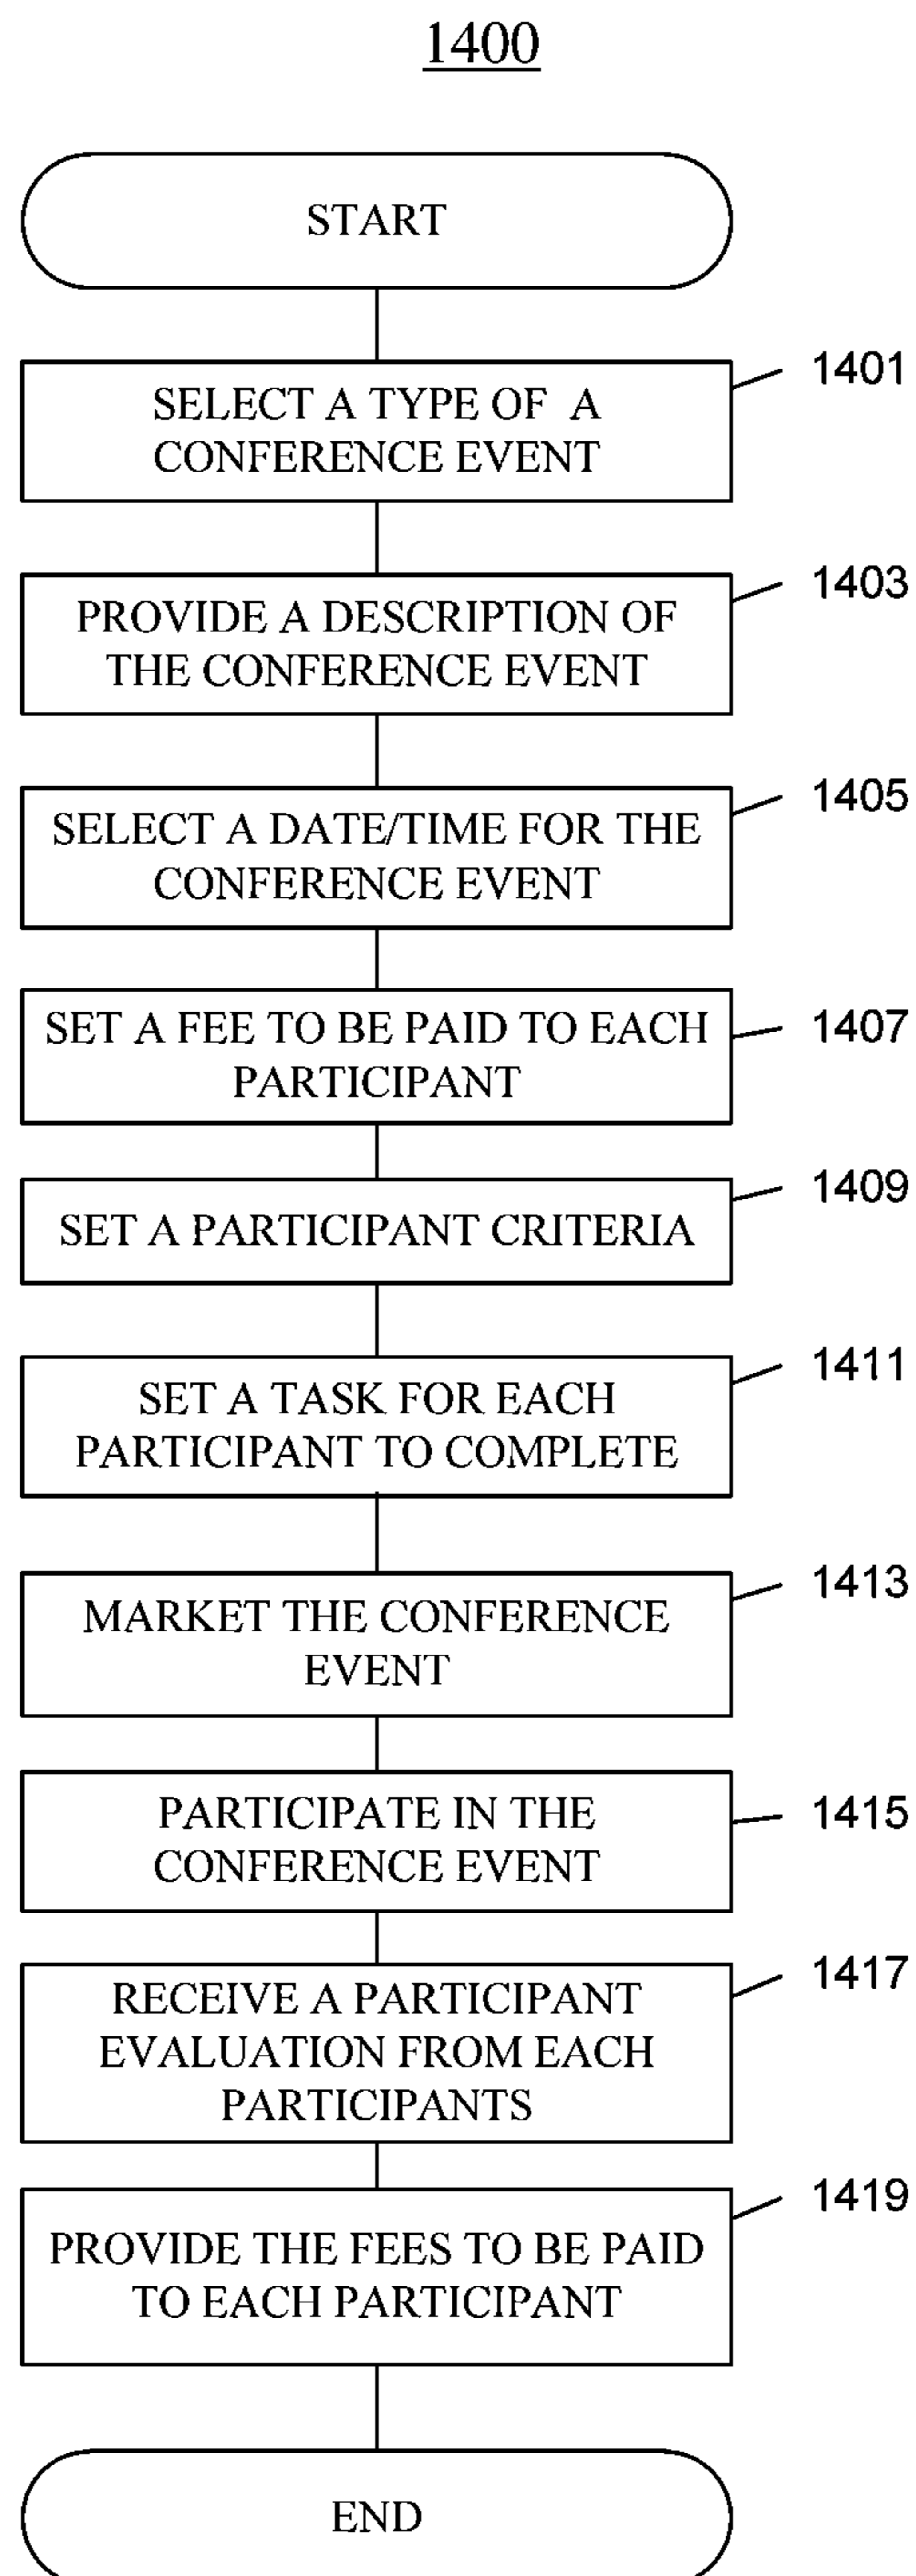 1400
START
SELECT A TYPE OF A
CONFERENCE EVENT
1401
PROVIDE A DESCRIPTION OF
THE CONFERENCE EVENT
1403
SELECT A DATE/TIME FOR THE
CONFERENCE EVENT
1405
SET A FEE TO BE PAID TO EACH
PARTICIPANT
1407
SET A PARTICIPANT CRITERIA
1409
SET A TASK FOR EACH
PARTICIPANT TO COMPLETE
1411
MARKET THE CONFERENCE
EVENT
1413
PARTICIPATE IN THE
CONFERENCE EVENT
1415
RECEIVE A PARTICIPANT
EVALUATION FROM EACH
PARTICIPANTS
1417
PROVIDE THE FEES TO BE PAID
TO EACH PARTICIPANT
1419
END